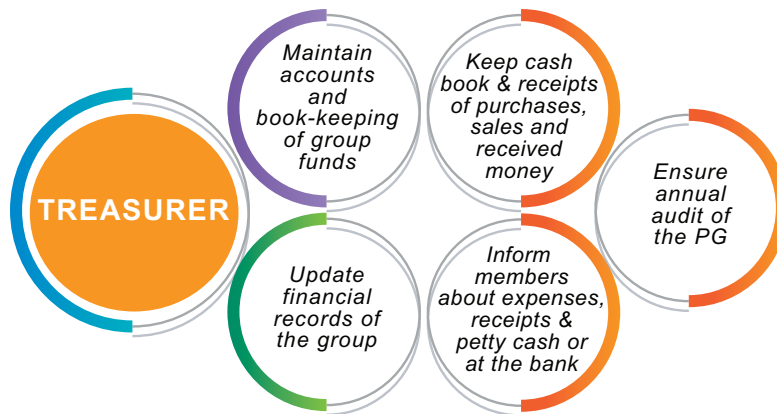 TREASURER
Maintain
accounts
and
book-keeping
of group
funds
Keep cash
book & receipts
of purchases,
sales and
received
money
Update
financial
records of
the group
Inform
members
about expenses,
receipts &
petty cash or
at the bank
Ensure
annual
audit of
the PG